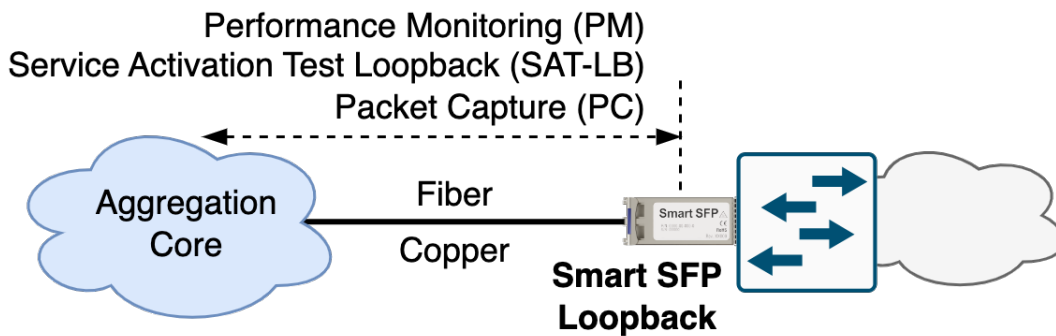 Performance Monitoring (PM)
Service Activation Test Loopback (SAT-LB)
Packet Capture (PC)
Aggregation
Core
Fiber
Copper
Smart SFP
Smart SFP
Loopback